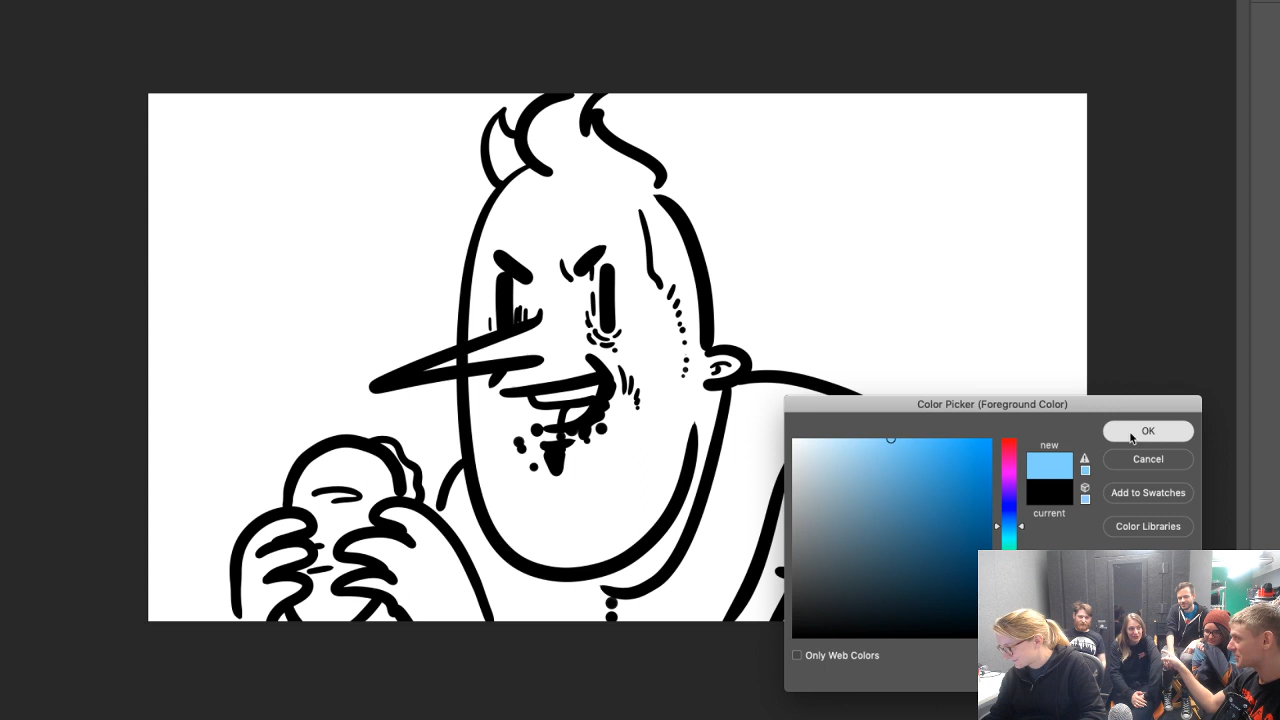 Color Picker (Foreground Color)
OK
new
Cancel
Add to Swatches
current
Color Libraries
Only Web Colors